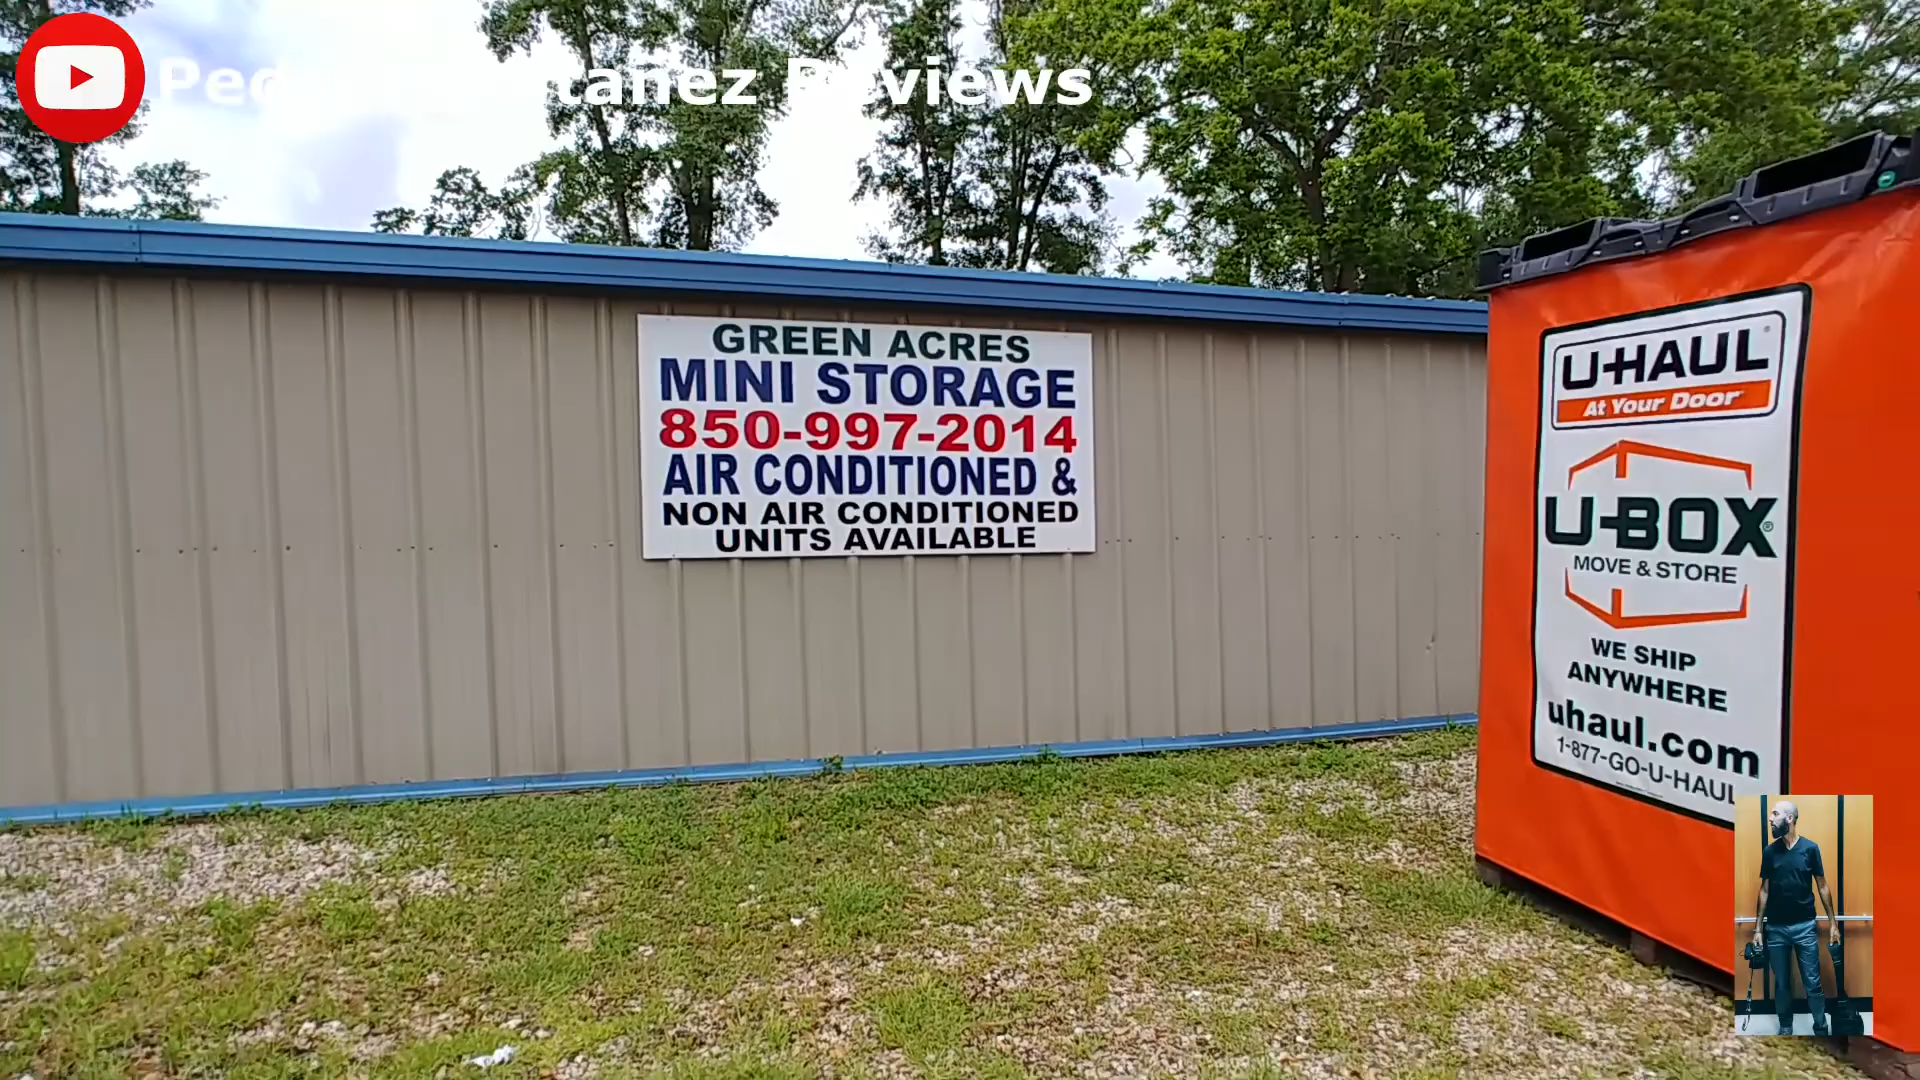 Reviews
GREEN ACRES
MINI STORAGE
850-997-2014
AIR CONDITIONED &
NON AIR CONDITIONED
UNITS AVAILABLE
U-HAUL
At Your Door
U-BOX®
MOVE & STORE
WE SHIP
ANYWHERE
uhaul.com
1-877-GO-U-HAUL